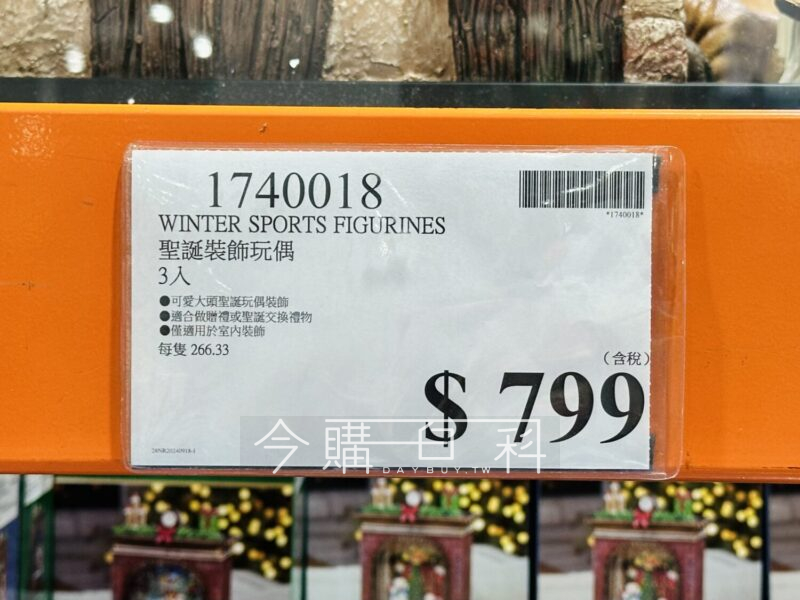 1740018
*1740018*
WINTER SPORTS FIGURINES
聖誕裝飾玩偶
3入
●可愛大頭聖誕玩偶裝飾
●適合做贈禮或聖誕交換禮物
●僅適用於室內裝飾
每隻 266.33
（含稅）
$ 799
今購百科
DAYBUY.TW